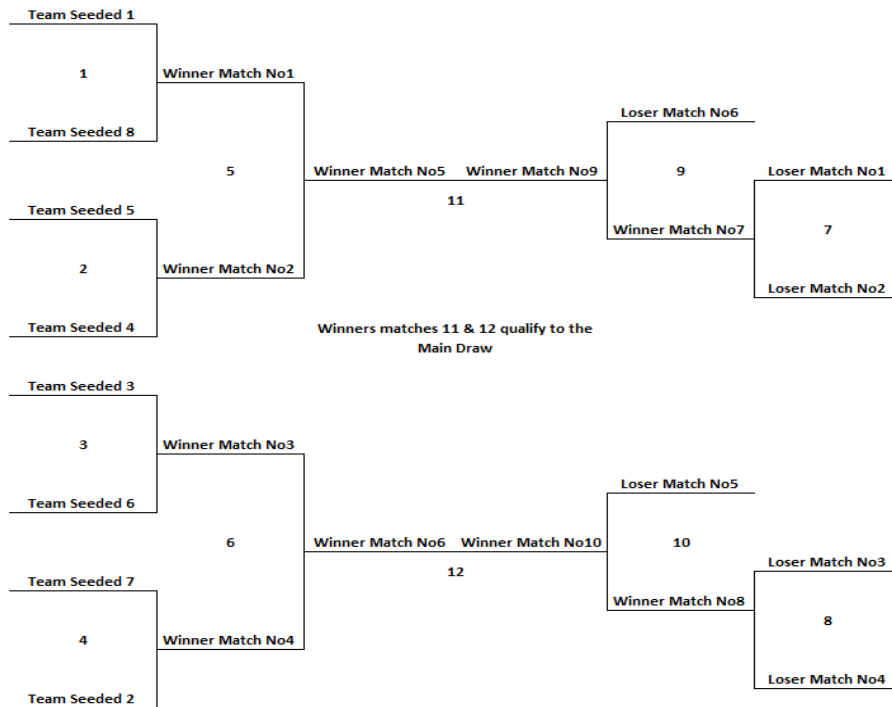 Team Seeded 1
1
Winner Match No1
Team Seeded 8
5
Team Seeded 5
2
Winner Match No2
Team Seeded 4
Winner Match No5
Winner Match No9
11
Loser Match No6
9
Winner Match No7
Loser Match No1
7
Loser Match No2
Winners matches 11 & 12 qualify to the
Main Draw
Team Seeded 3
3
Winner Match No3
Team Seeded 6
6
Team Seeded 7
4
Winner Match No4
Team Seeded 2
Winner Match No6
Winner Match No10
12
Loser Match No5
10
Winner Match No8
Loser Match No3
8
Loser Match No4